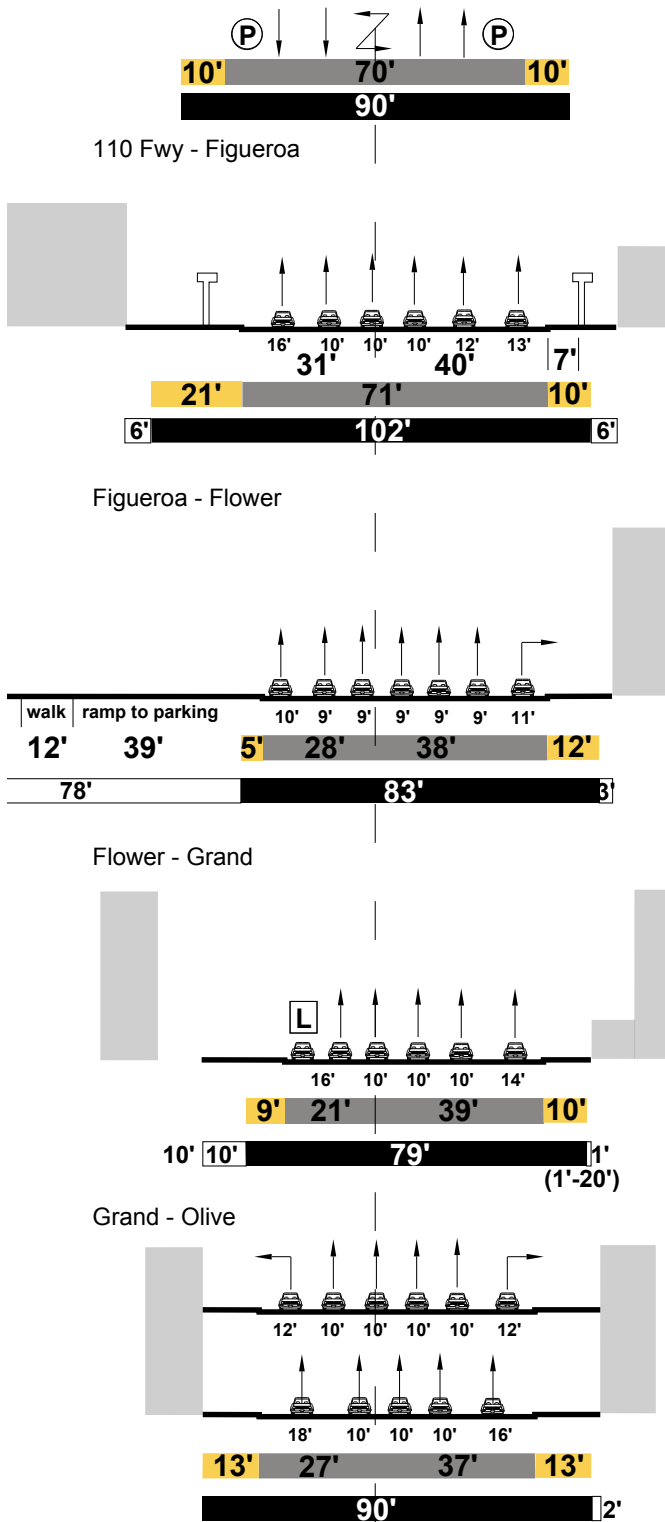 P P
10' 70' 10'
90'
110 Fwy - Figueroa
16' 10' 10' 10' 12' 13'
31' 40' 7'
21' 71' 10'
6' 102' 6'
Figueroa - Flower
10' 9' 9' 9' 9' 9' 11'
walk ramp to parking
12' 39' 5' 28' 38' 12'
78' 83' 3'
Flower - Grand
L
16' 10' 10' 10' 14'
9' 21' 39' 10'
10' 10' 79' 1'
(1'-20')
Grand - Olive
12' 10' 10' 10' 10' 12'
18' 10' 10' 10' 16'
13' 27' 37' 13'
90' 2'